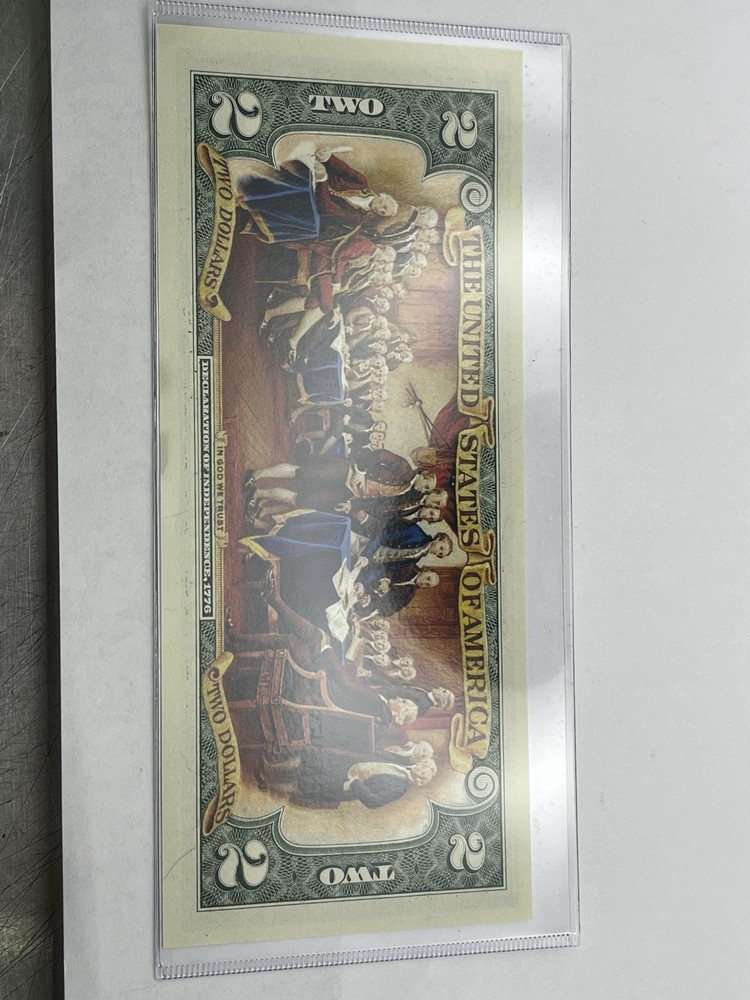 2 TWO 2
THE UNITED STATES OF AMERICA
TWO DOLLARS
IN GOD WE TRUST
DECLARATION OF INDEPENDENCE, 1776
TWO DOLLARS
2 TWO 2